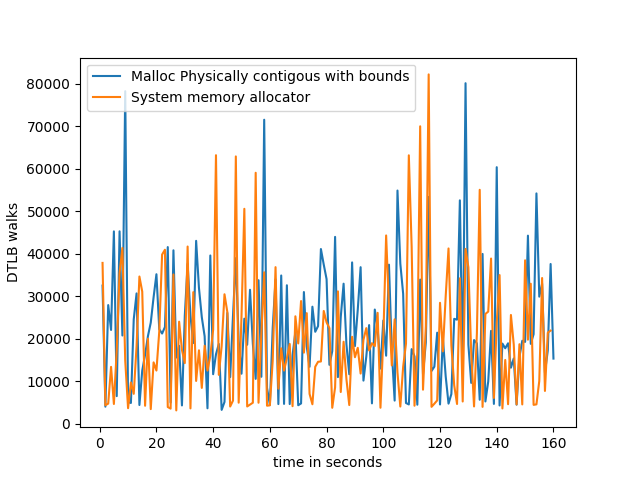 Malloc Physically contigous with bounds
System memory allocator
DTLB walks
80000
70000
60000
50000
40000
30000
20000
10000
0
0 20 40 60 80 100 120 140 160
time in seconds